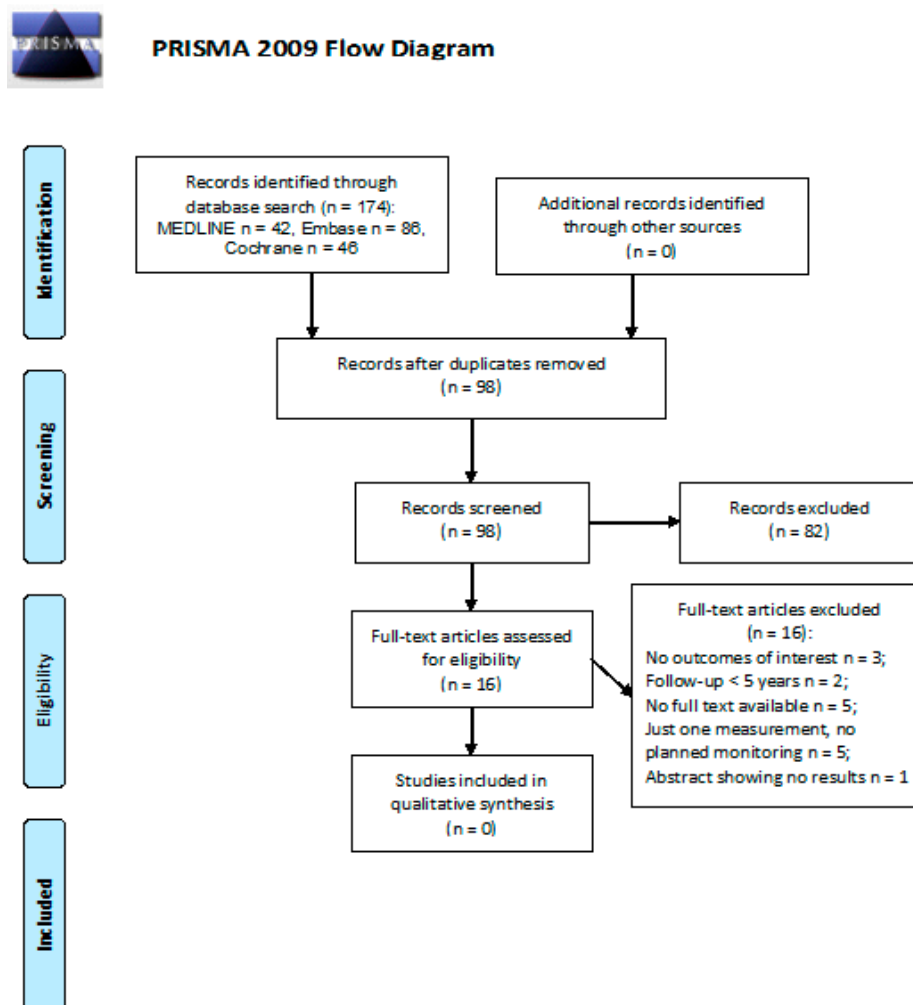 PRISMA
PRISMA 2009 Flow Diagram
Identification
Records identified through
database search (n = 174):
MEDLINE n = 42, Embase n = 86,
Cochrane n = 46
Additional records identified
through other sources
(n = 0)
Records after duplicates removed
(n = 98)
Screening
Records screened
(n = 98)
Records excluded
(n = 82)
Eligibility
Full-text articles assessed
for eligibility
(n = 16)
Full-text articles excluded
(n = 16):
No outcomes of interest n = 3;
Follow-up < 5 years n = 2;
No full text available n = 5;
Just one measurement, no
planned monitoring n = 5;
Abstract showing no results n = 1
Studies included in
qualitative synthesis
(n = 0)
Included